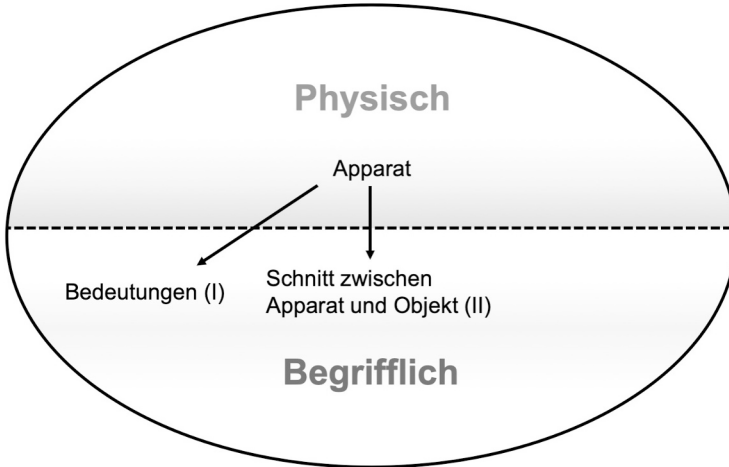 Physisch
Apparat
Bedeutungen (I)
Schnitt zwischen
Apparat und Objekt (II)
Begrifflich